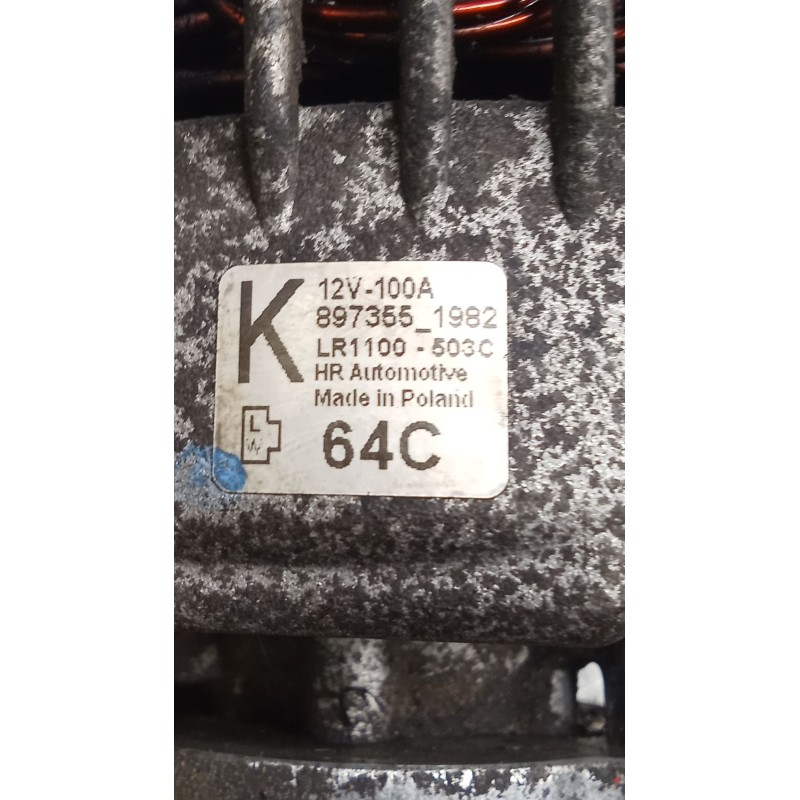 K
12V-100A
897355_1982
LR1100 - 503C
HR Automotive
Made in Poland
L
W
64C